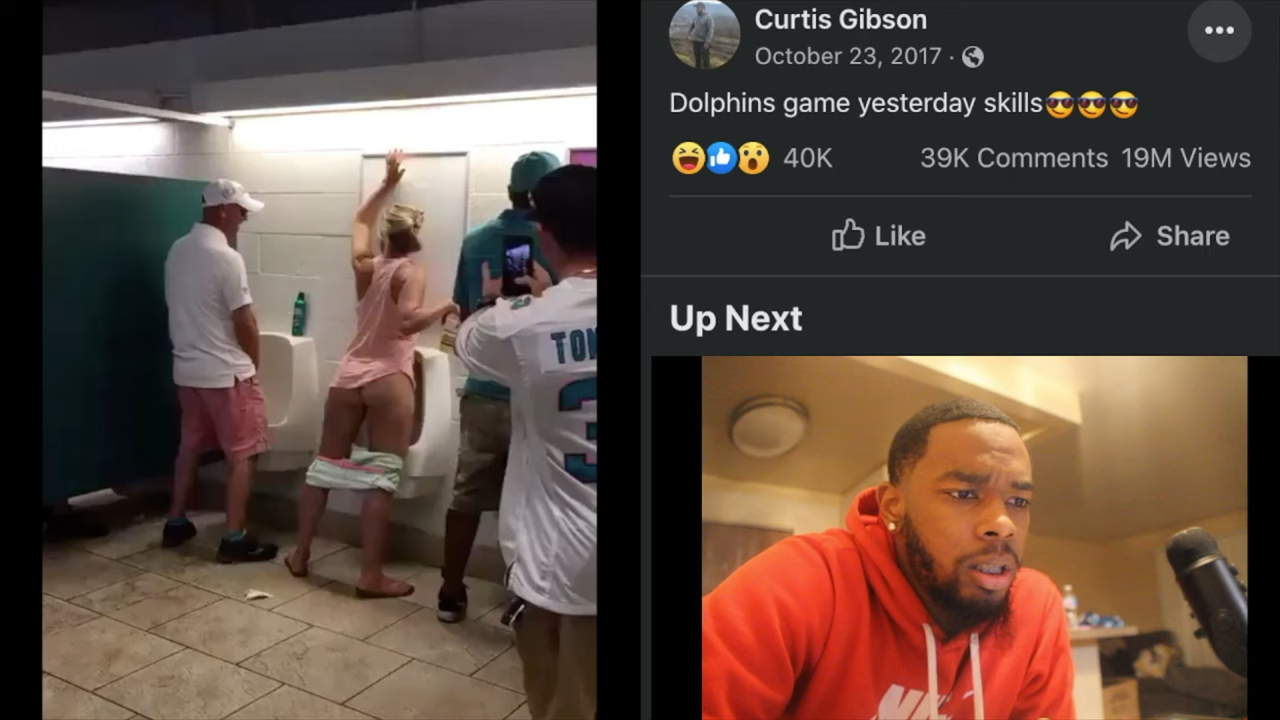 Curtis Gibson
October 23, 2017 ·
Dolphins game yesterday skills😎😎😎
40K 39K Comments 19M Views
Like Share
Up Next
TOM
3